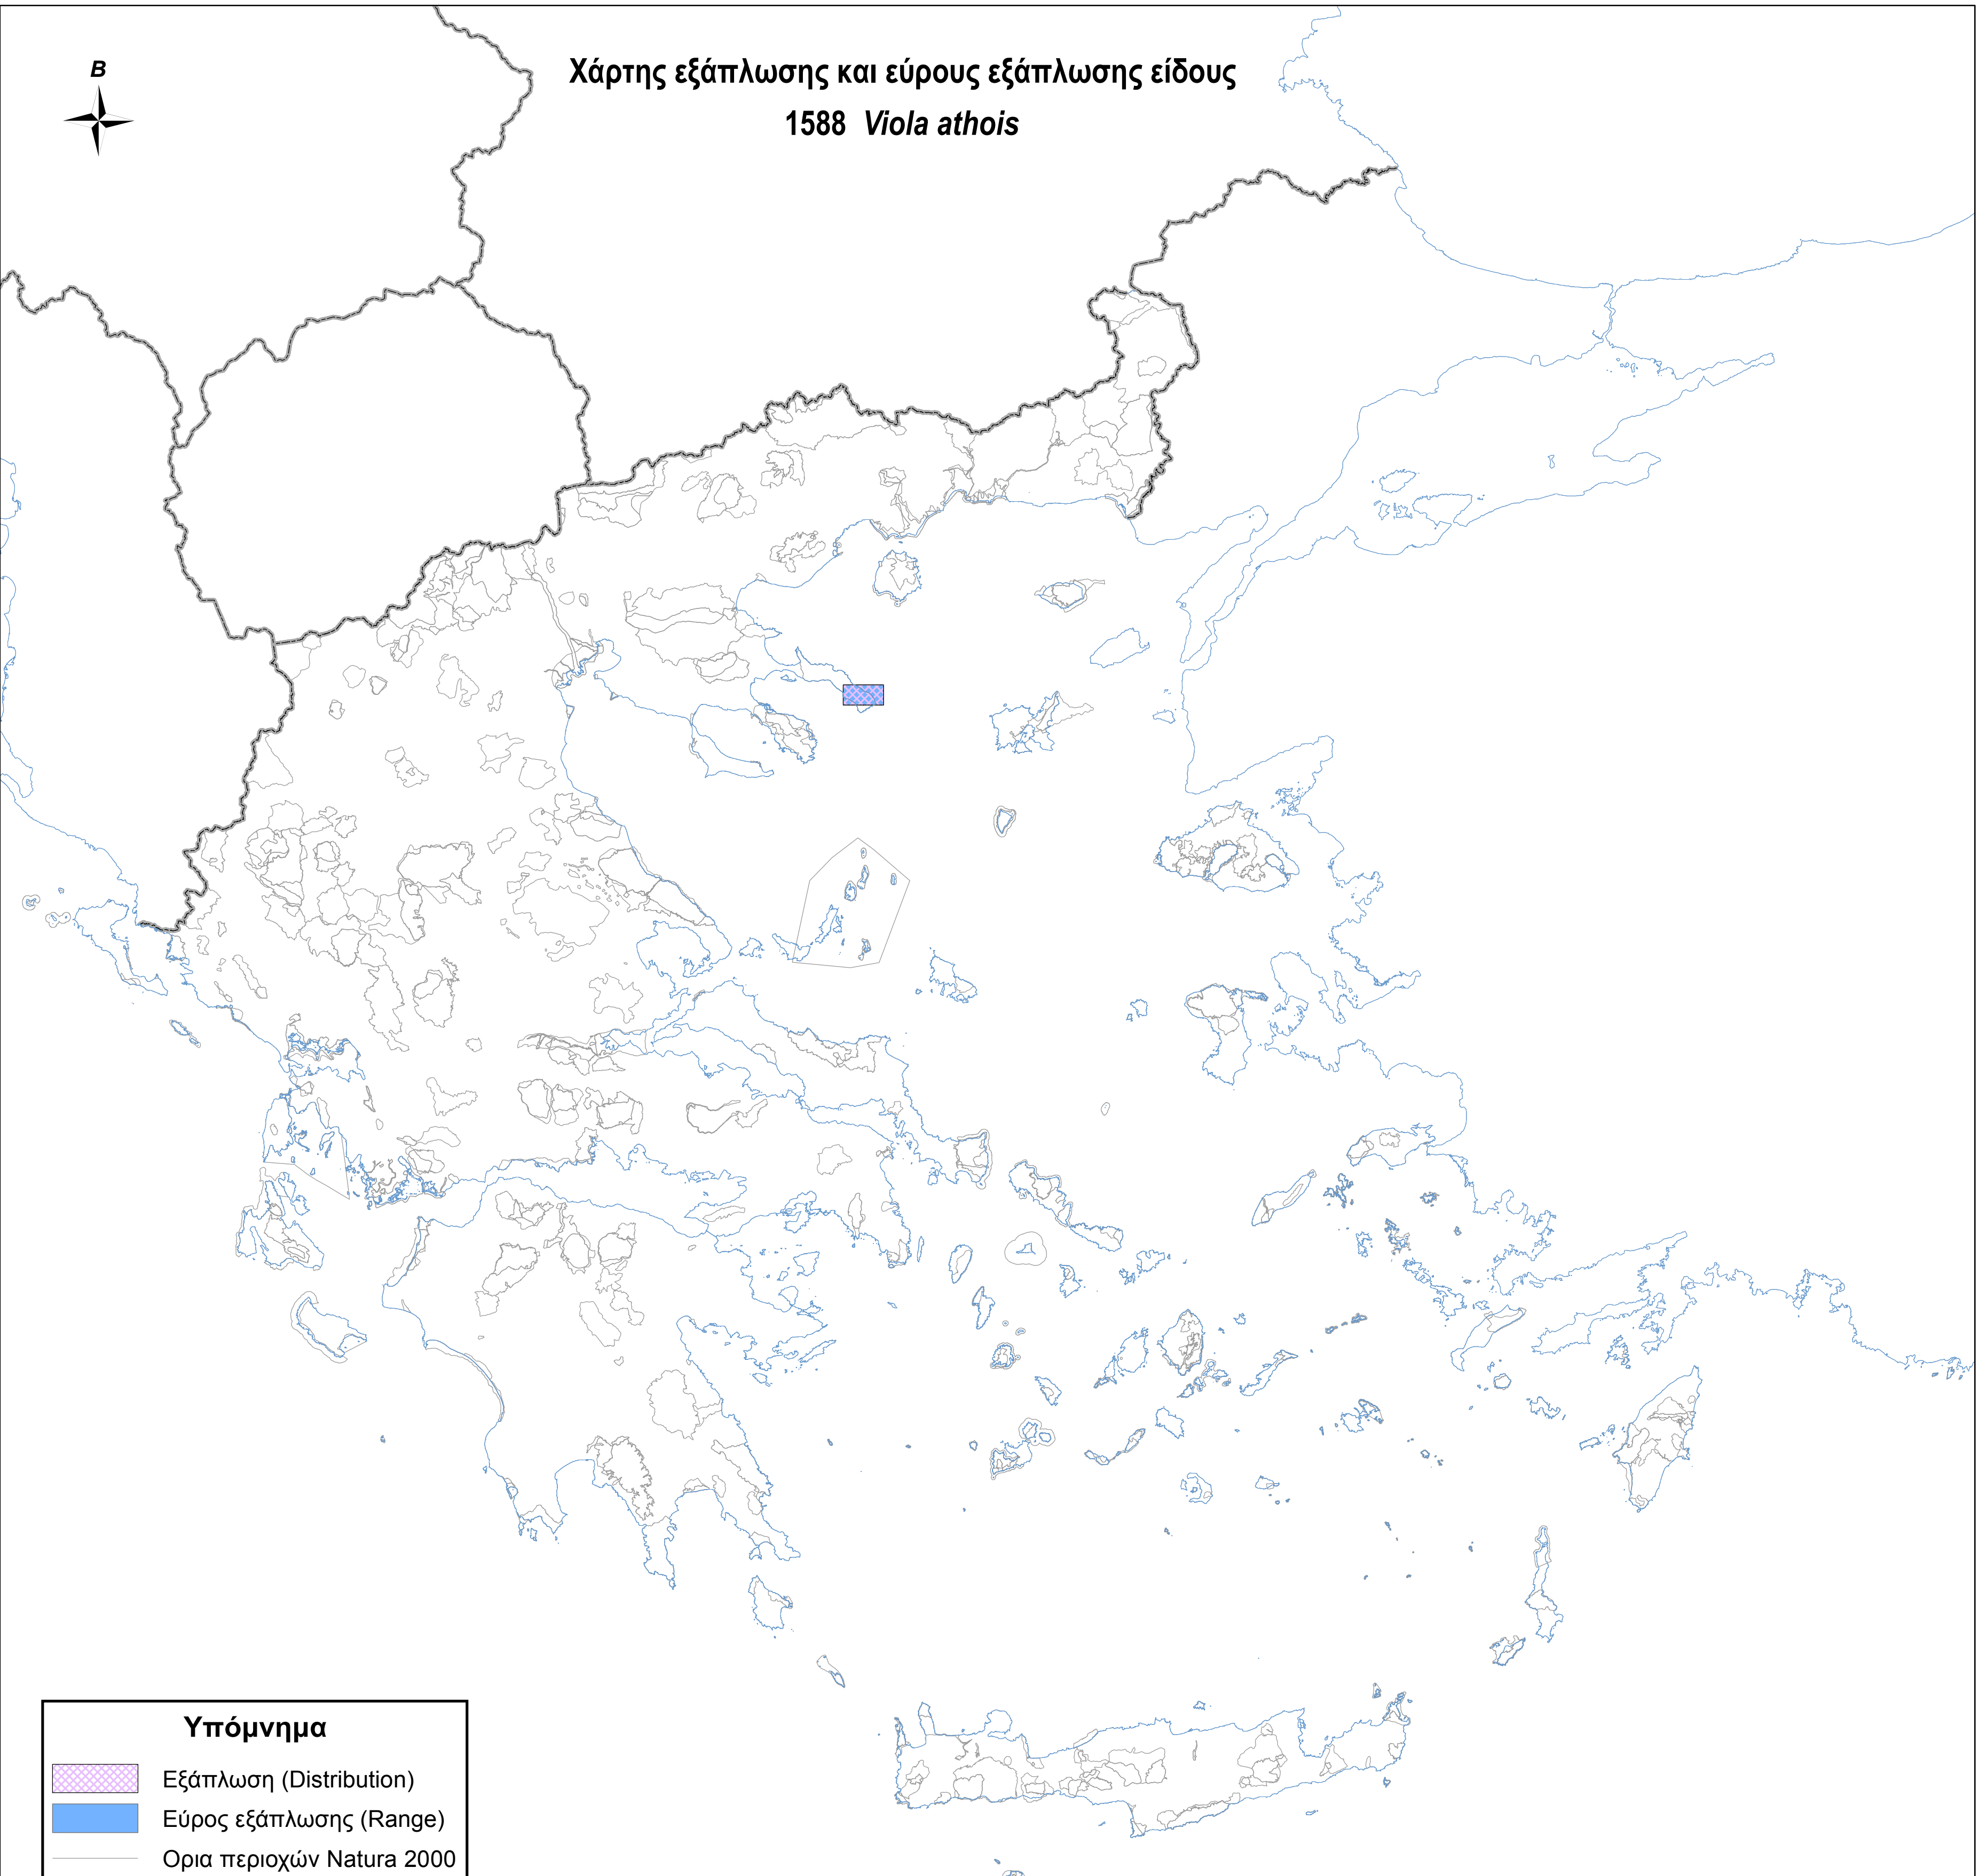 Β
Χάρτης εξάπλωσης και εύρους εξάπλωσης είδους
1588 Viola athois
Υπόμνημα
Εξάπλωση (Distribution)
Εύρος εξάπλωσης (Range)
Ορια περιοχών Natura 2000